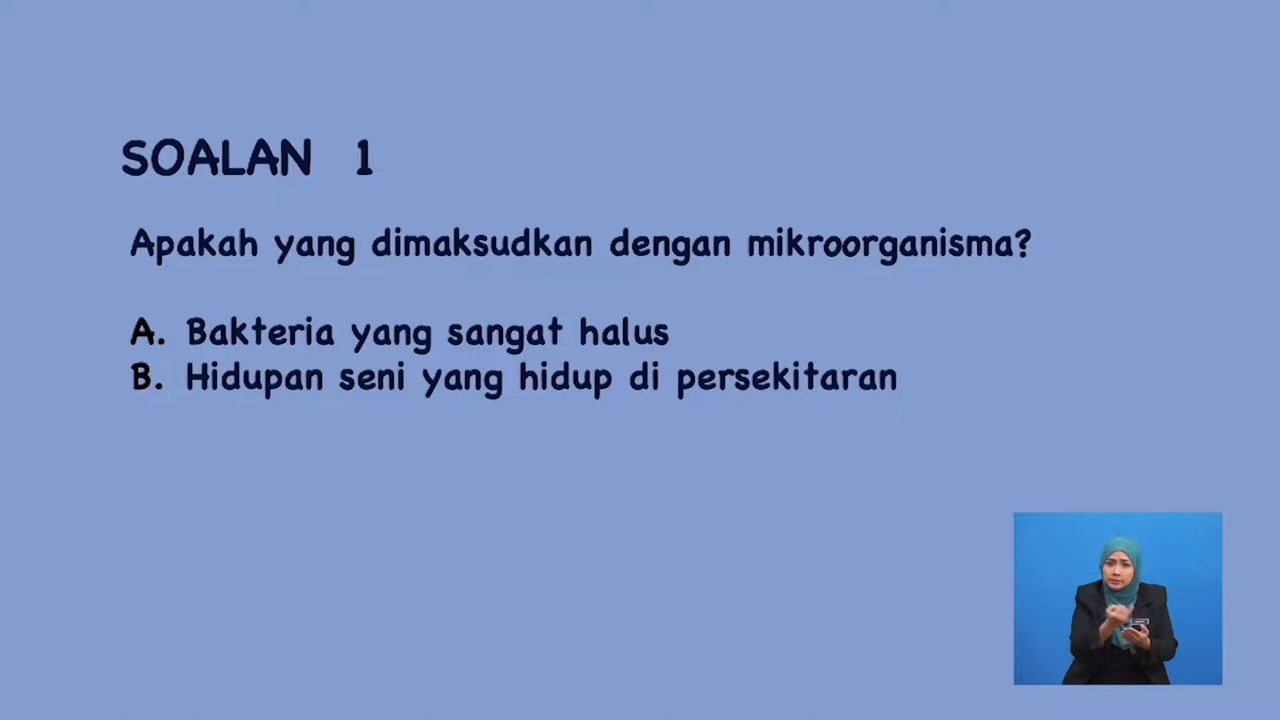 SOALAN 1
Apakah yang dimaksudkan dengan mikroorganisma?
A. Bakteria yang sangat halus
B. Hidupan seni yang hidup di persekitaran